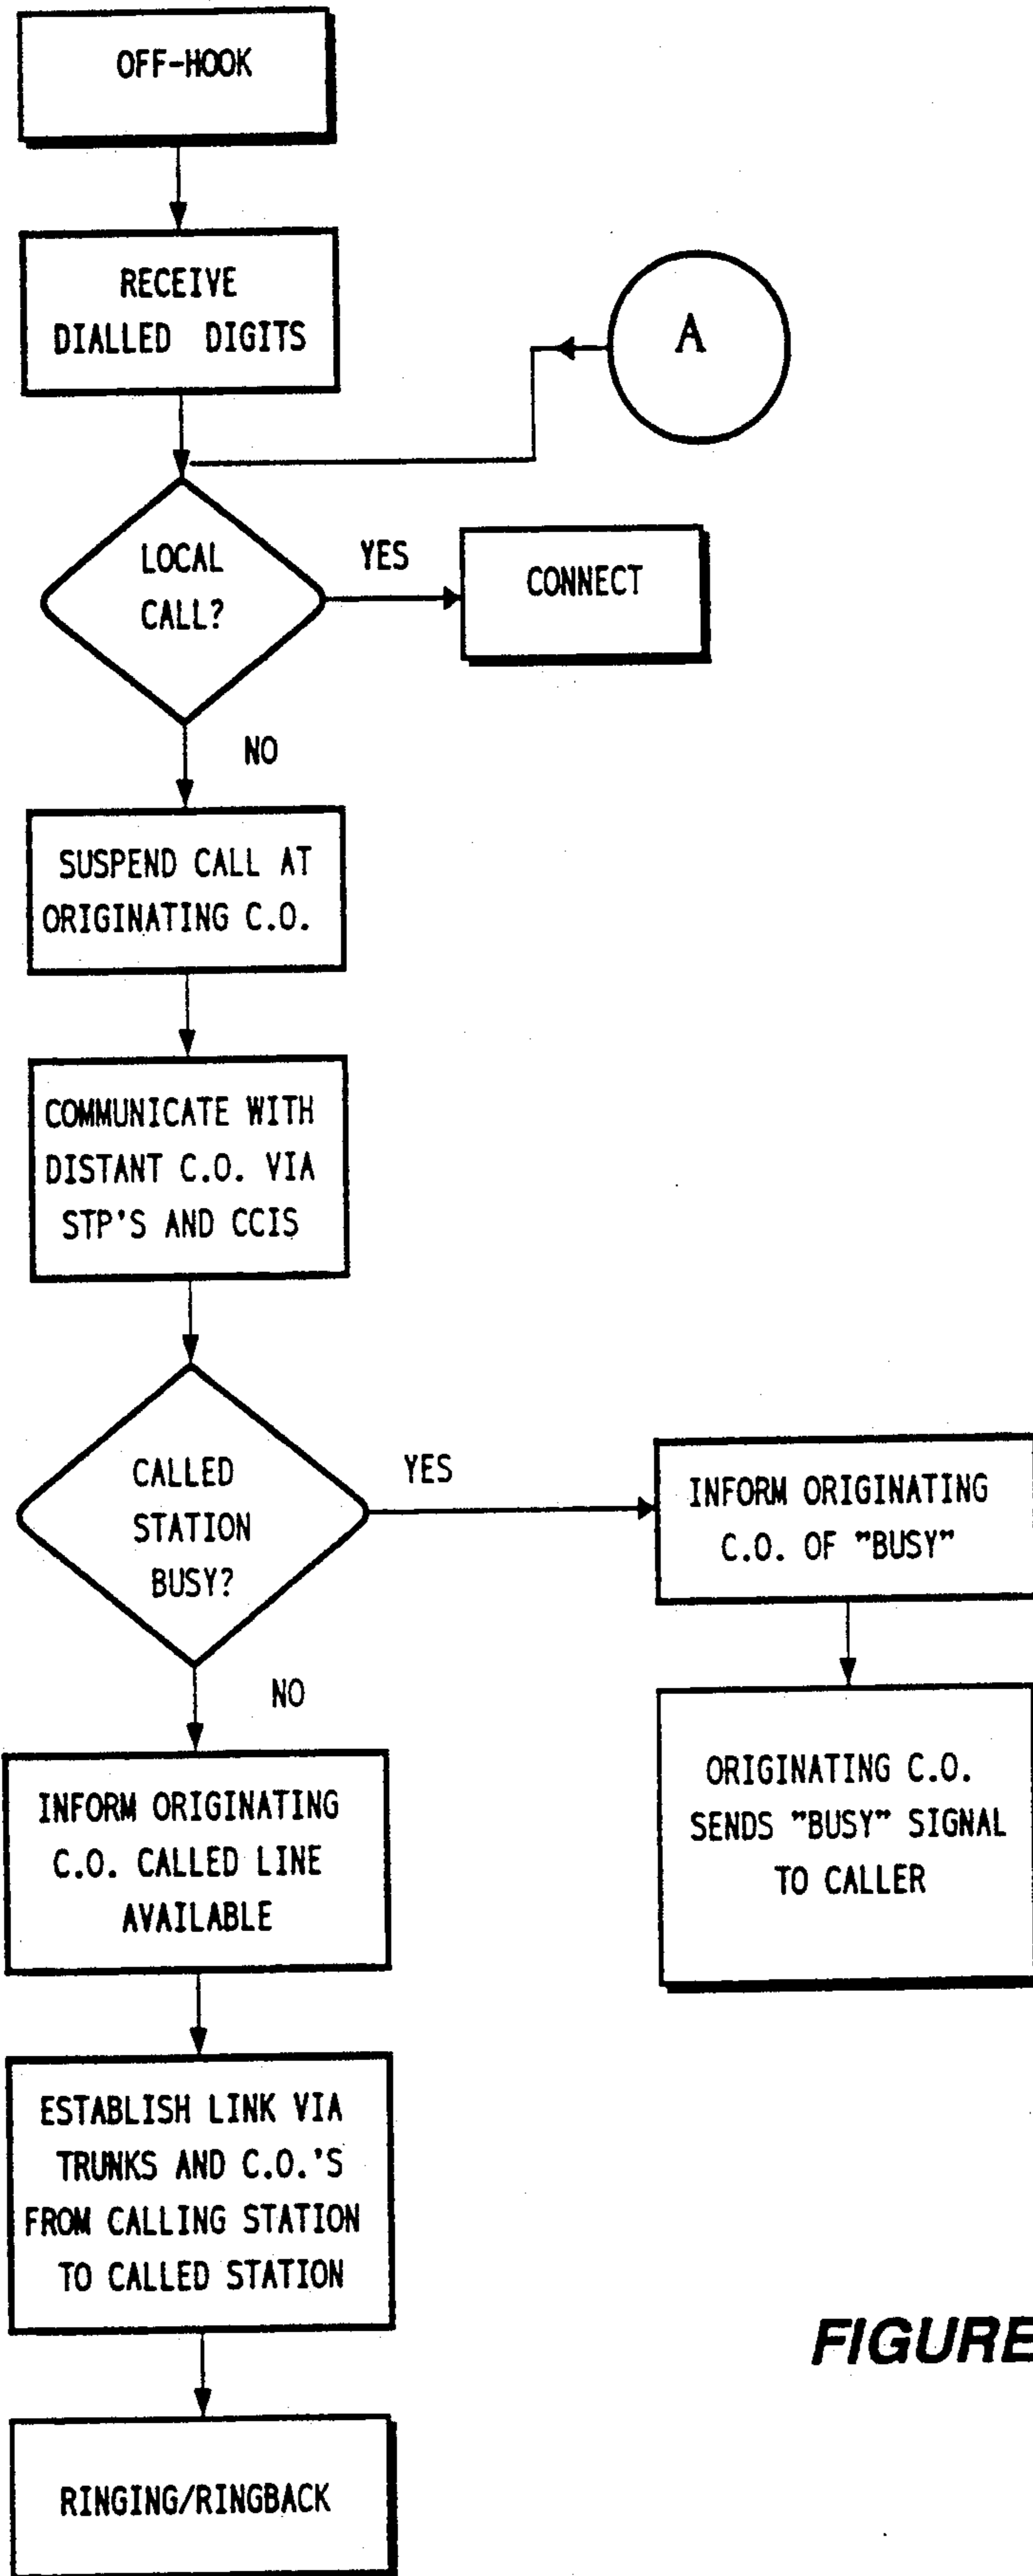 OFF-HOOK
RECEIVE
DIALLED DIGITS
A
LOCAL
CALL?
YES
CONNECT
NO
SUSPEND CALL AT
ORIGINATING C.O.
COMMUNICATE WITH
DISTANT C.O. VIA
STP'S AND CCIS
CALLED
STATION
BUSY?
YES
INFORM ORIGINATING
C.O. OF "BUSY"
NO
ORIGINATING C.O.
SENDS "BUSY" SIGNAL
TO CALLER
INFORM ORIGINATING
C.O. CALLED LINE
AVAILABLE
ESTABLISH LINK VIA
TRUNKS AND C.O.'S
FROM CALLING STATION
TO CALLED STATION
FIGURE
RINGING/RINGBACK